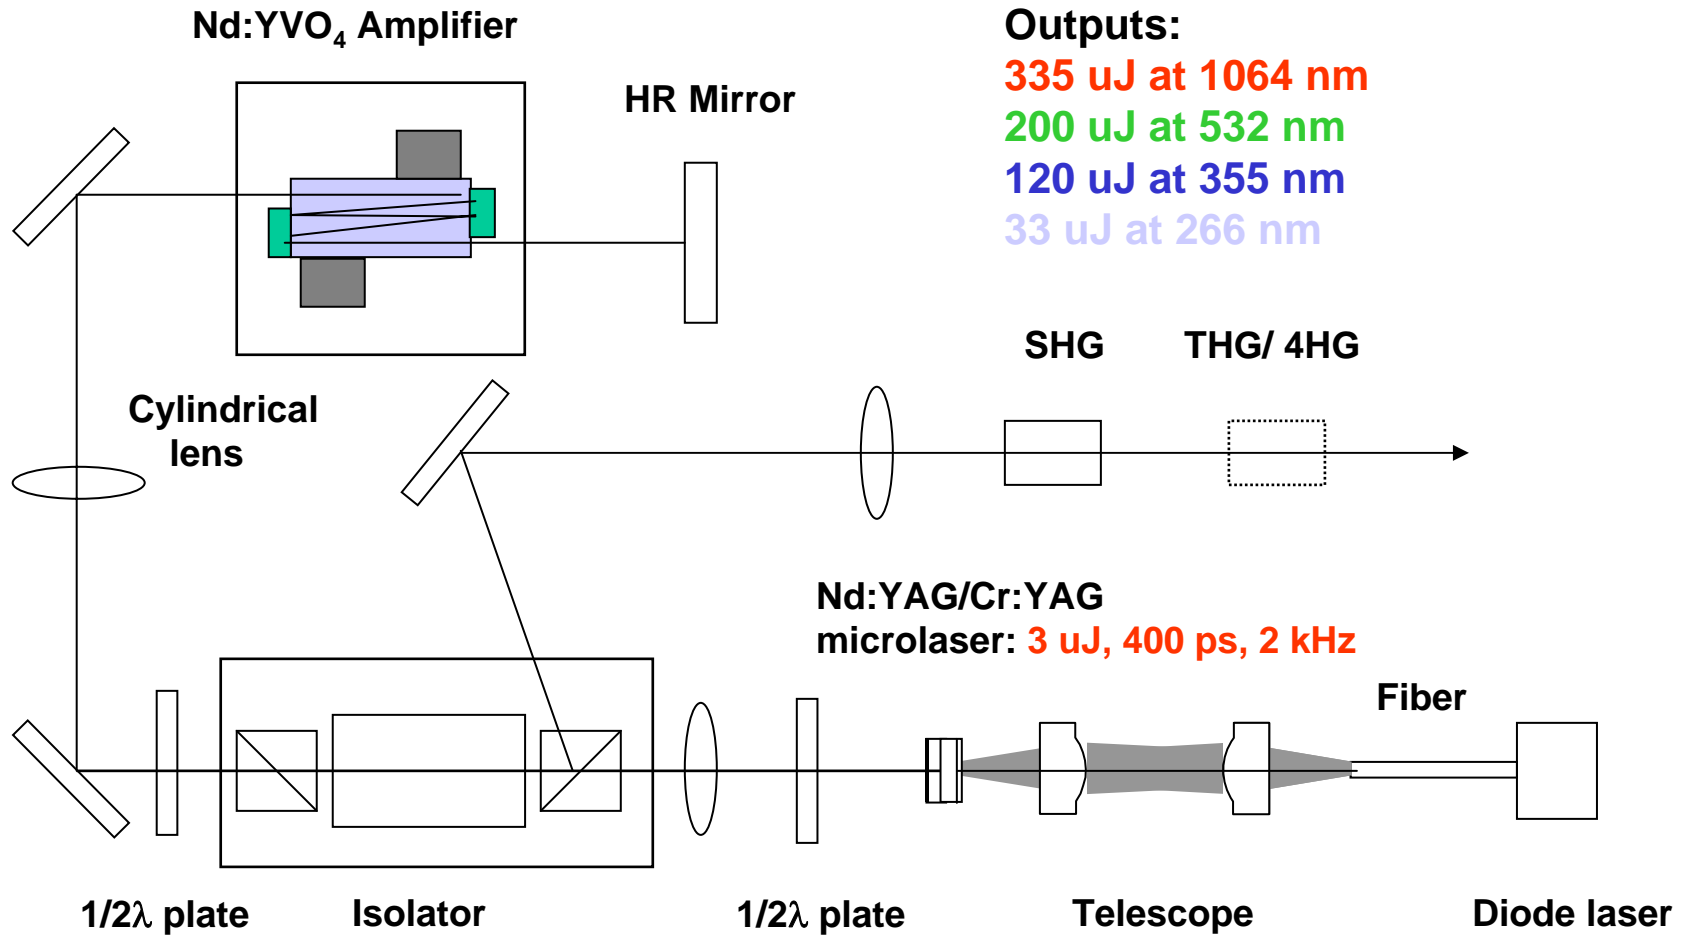 Nd:YVO4 Amplifier
Outputs:
335 uJ at 1064 nm
200 uJ at 532 nm
120 uJ at 355 nm
33 uJ at 266 nm
HR Mirror
SHG
THG/ 4HG
Cylindrical
lens
Nd:YAG/Cr:YAG
microlaser: 3 uJ, 400 ps, 2 kHz
Fiber
1/2λ plate
Isolator
1/2λ plate
Telescope
Diode laser